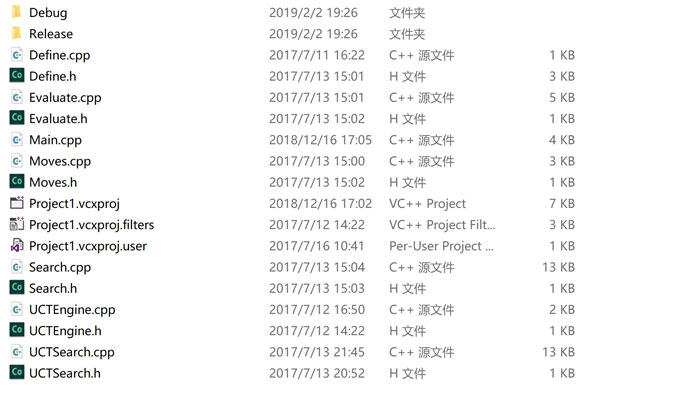 Debug 2019/2/2 19:26 文件夹
Release 2019/2/2 19:26 文件夹
Define.cpp 2017/7/11 16:22 C++ 源文件 1 KB
Define.h 2017/7/13 15:01 H 文件 3 KB
Evaluate.cpp 2017/7/13 15:01 C++ 源文件 5 KB
Evaluate.h 2017/7/13 15:02 H 文件 1 KB
Main.cpp 2018/12/16 17:05 C++ 源文件 4 KB
Moves.cpp 2017/7/13 15:00 C++ 源文件 3 KB
Moves.h 2017/7/13 15:02 H 文件 1 KB
Project1.vcxproj 2018/12/16 17:02 VC++ Project 7 KB
Project1.vcxproj.filters 2017/7/12 14:22 VC++ Project Filt... 3 KB
Project1.vcxproj.user 2017/7/16 10:41 Per-User Project ... 1 KB
Search.cpp 2017/7/13 15:04 C++ 源文件 13 KB
Search.h 2017/7/13 15:03 H 文件 1 KB
UCTEngine.cpp 2017/7/12 16:50 C++ 源文件 2 KB
UCTEngine.h 2017/7/12 14:22 H 文件 1 KB
UCTSearch.cpp 2017/7/13 21:45 C++ 源文件 13 KB
UCTSearch.h 2017/7/13 20:52 H 文件 1 KB